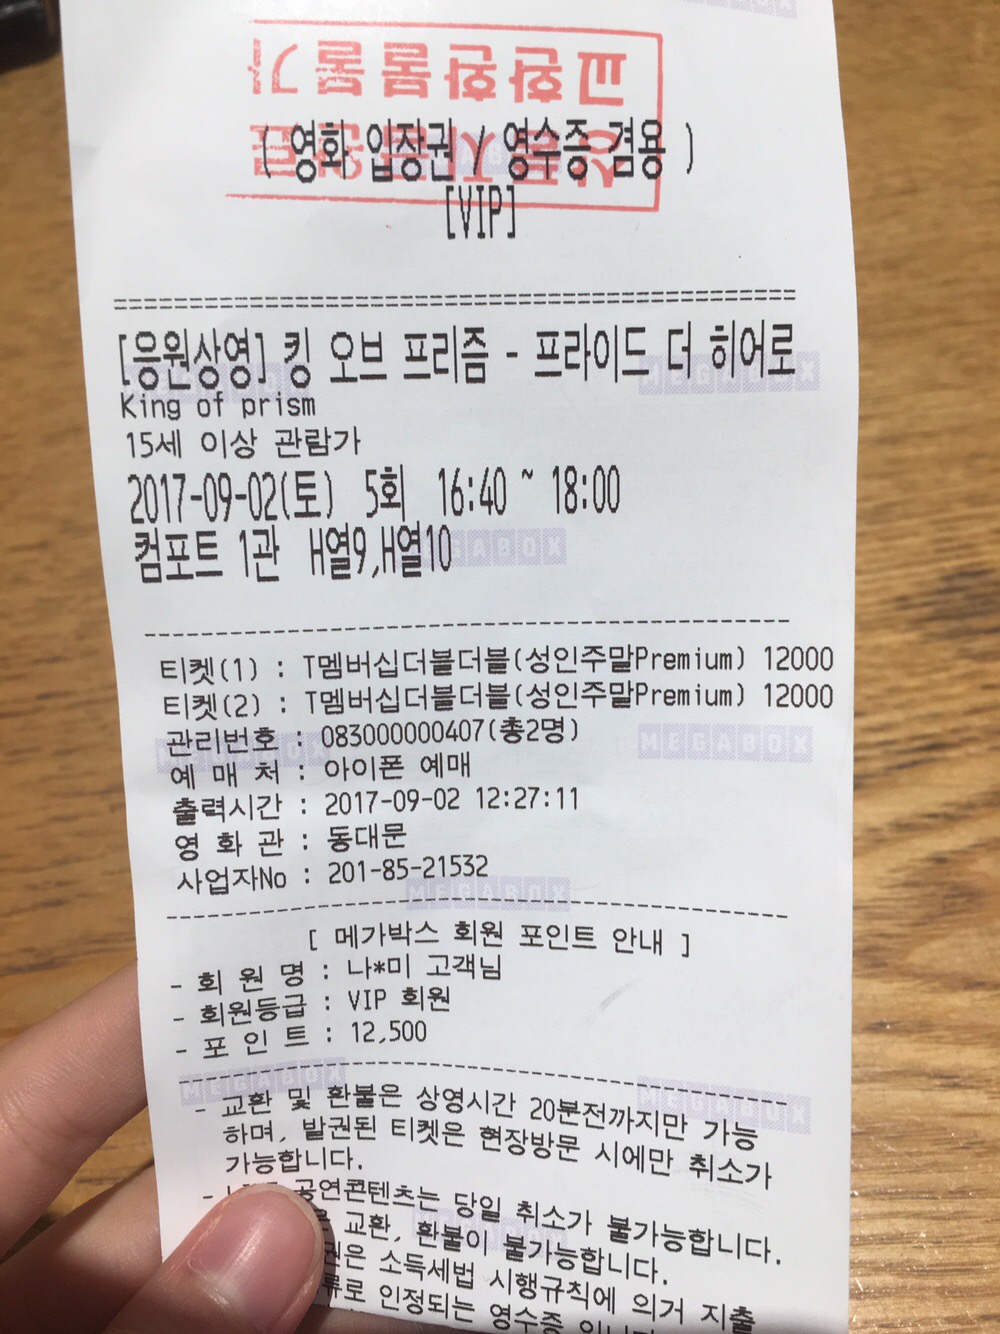 교환환불불가
( 영화 입장권 / 영수증 겸용 )
[VIP]
[응원상영] 킹 오브 프리즘 - 프라이드 더 히어로
King of prism
15세 이상 관람가
2017-09-02(토) 5회 16:40 ~ 18:00
컴포트 1관 H열9,H열10
티켓(1) : T멤버십더블더블(성인주말Premium) 12000
티켓(2) : T멤버십더블더블(성인주말Premium) 12000
관리번호 : 083000000407(총2명)
예 매 처 : 아이폰 예매
출력시간 : 2017-09-02 12:27:11
영 화 관 : 동대문
사업자No : 201-85-21532
[ 메가박스 회원 포인트 안내 ]
- 회 원 명 : 나*미 고객님
- 회원등급 : VIP 회원
- 포 인 트 : 12,500
- 교환 및 환불은 상영시간 20분전까지만 가능
하며, 발권된 티켓은 현장방문 시에만 취소가
가능합니다.
- 공연콘텐츠는 당일 취소가 불가능합니다.
교환, 환불이 불가능합니다.
소득세법 시행규칙에 의거 지출
인정되는 영수증
MEGABOX